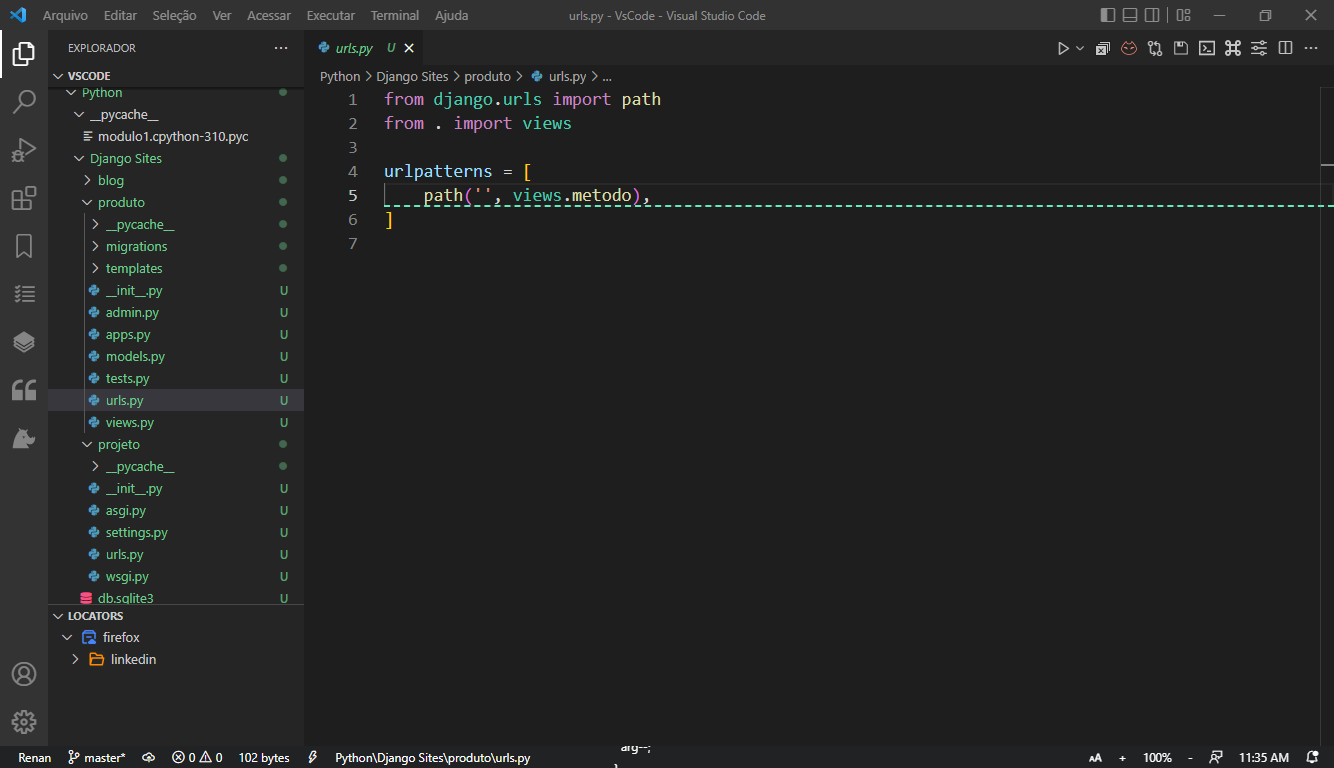 Arquivo Editar Seleção Ver Acessar Executar Terminal Ajuda
urls.py - VsCode - Visual Studio Code
EXPLORADOR
VSCODE
Python
__pycache__
modulo1.cpython-310.pyc
Django Sites
blog
produto
__pycache__
migrations
templates
__init__.py U
admin.py U
apps.py U
models.py U
tests.py U
urls.py U
views.py U
projeto
__pycache__
__init__.py U
asgi.py U
settings.py U
urls.py U
wsgi.py U
db.sqlite3 U
LOCATORS
firefox
linkedin
urls.py U
Python > Django Sites > produto > urls.py > ...
1 from django.urls import path
2 from . import views
3
4 urlpatterns = [
5 path('', views.metodo),
6 ]
7
Renan master* 0 0 102 bytes Python\Django Sites\produto\urls.py arg--; AA + 100% - 11:35 AM